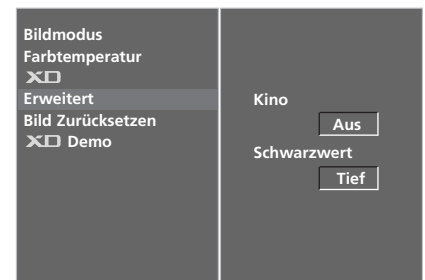 Bildmodus
Farbtemperatur
XD
Erweitert
Bild Zurücksetzen
XD Demo
Kino
Aus
Schwarzwert
Tief